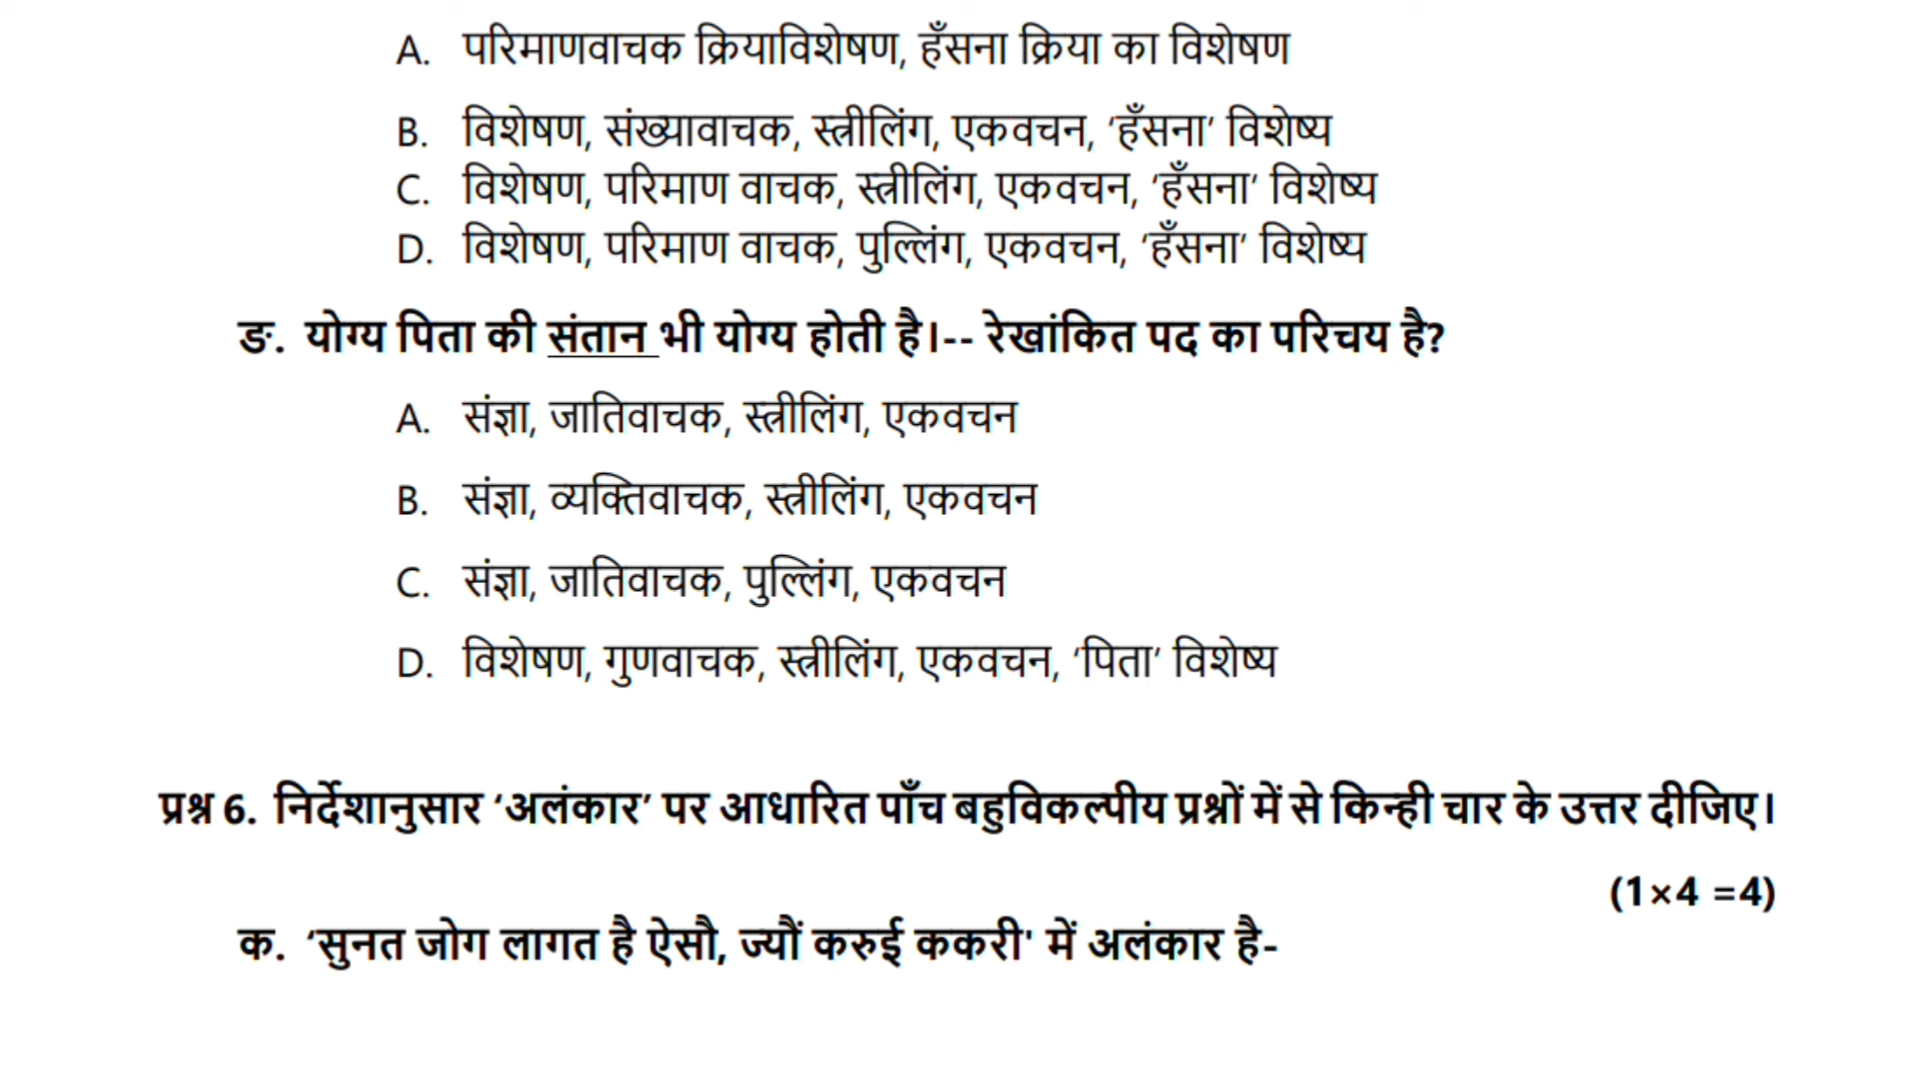 A. परिमाणवाचक क्रियाविशेषण, हँसना क्रिया का विशेषण
B. विशेषण, संख्यावाचक, स्त्रीलिंग, एकवचन, ‘हँसना’ विशेष्य
C. विशेषण, परिमाण वाचक, स्त्रीलिंग, एकवचन, ‘हँसना’ विशेष्य
D. विशेषण, परिमाण वाचक, पुल्लिंग, एकवचन, ‘हँसना’ विशेष्य
ङ. योग्य पिता की संतान भी योग्य होती है।-- रेखांकित पद का परिचय है?
A. संज्ञा, जातिवाचक, स्त्रीलिंग, एकवचन
B. संज्ञा, व्यक्तिवाचक, स्त्रीलिंग, एकवचन
C. संज्ञा, जातिवाचक, पुल्लिंग, एकवचन
D. विशेषण, गुणवाचक, स्त्रीलिंग, एकवचन, ‘पिता’ विशेष्य
प्रश्न 6. निर्देशानुसार ‘अलंकार’ पर आधारित पाँच बहुविकल्पीय प्रश्नों में से किन्ही चार के उत्तर दीजिए।
(1×4 =4)
क. ‘सुनत जोग लागत है ऐसौ, ज्यौं करुई ककरी' में अलंकार है-